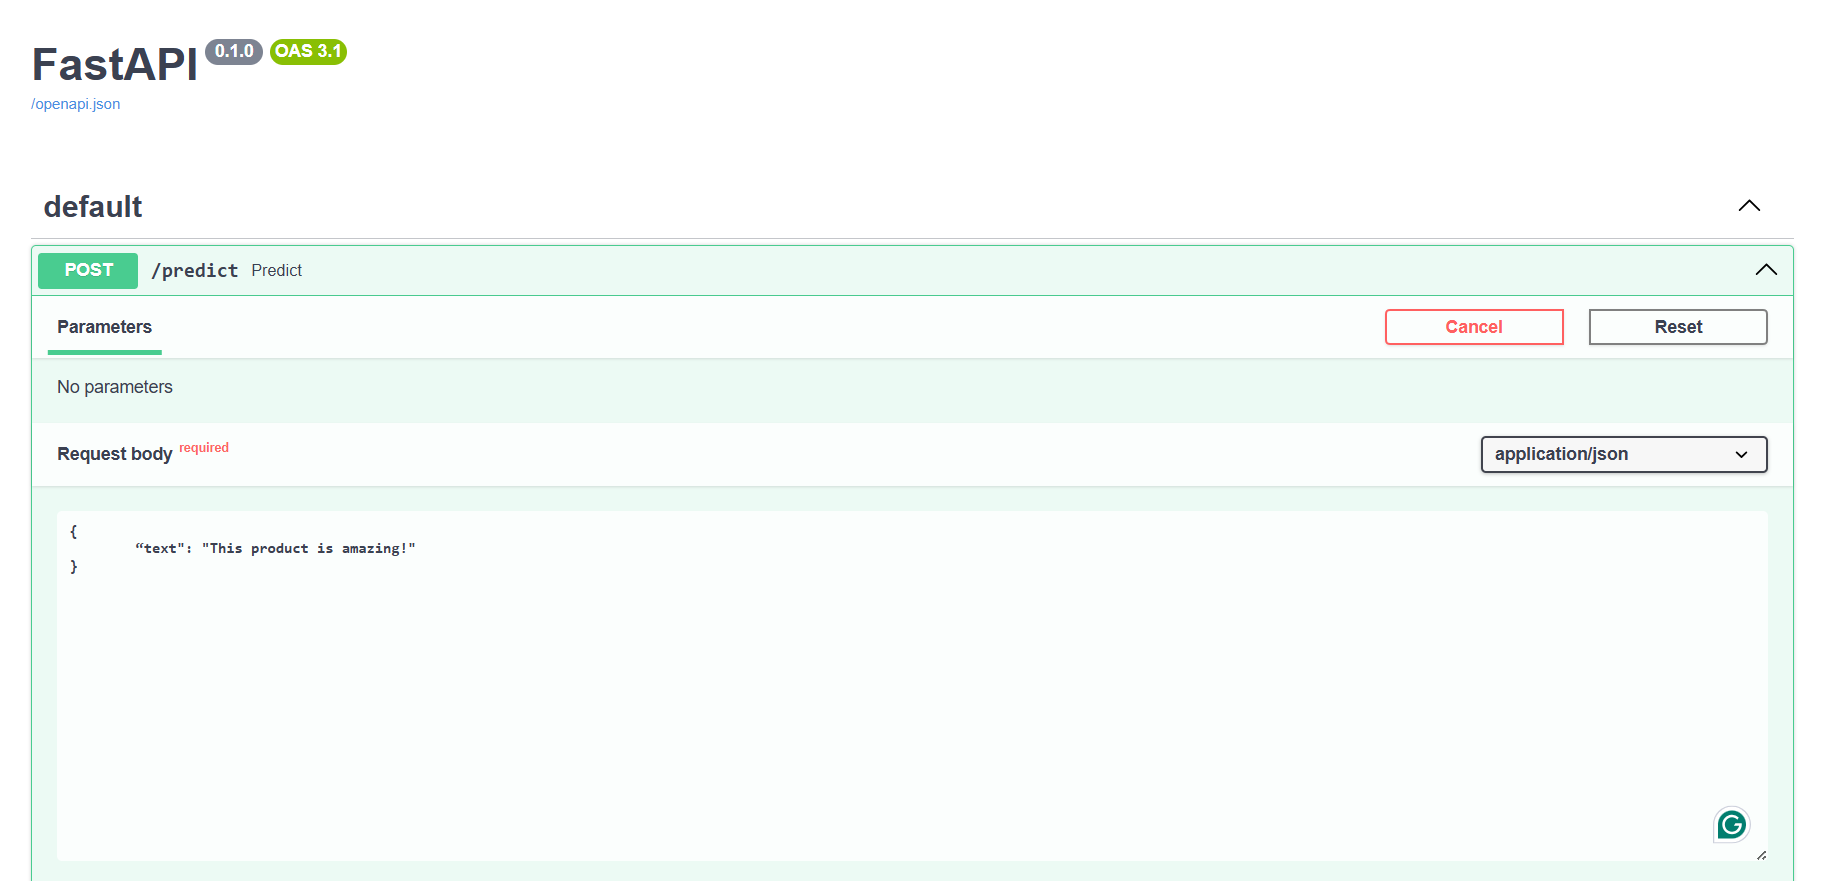 FastAPI 0.1.0 OAS 3.1
/openapi.json
default
POST /predict Predict
Parameters Cancel Reset
No parameters
Request body required application/json
{
“text": "This product is amazing!"
}